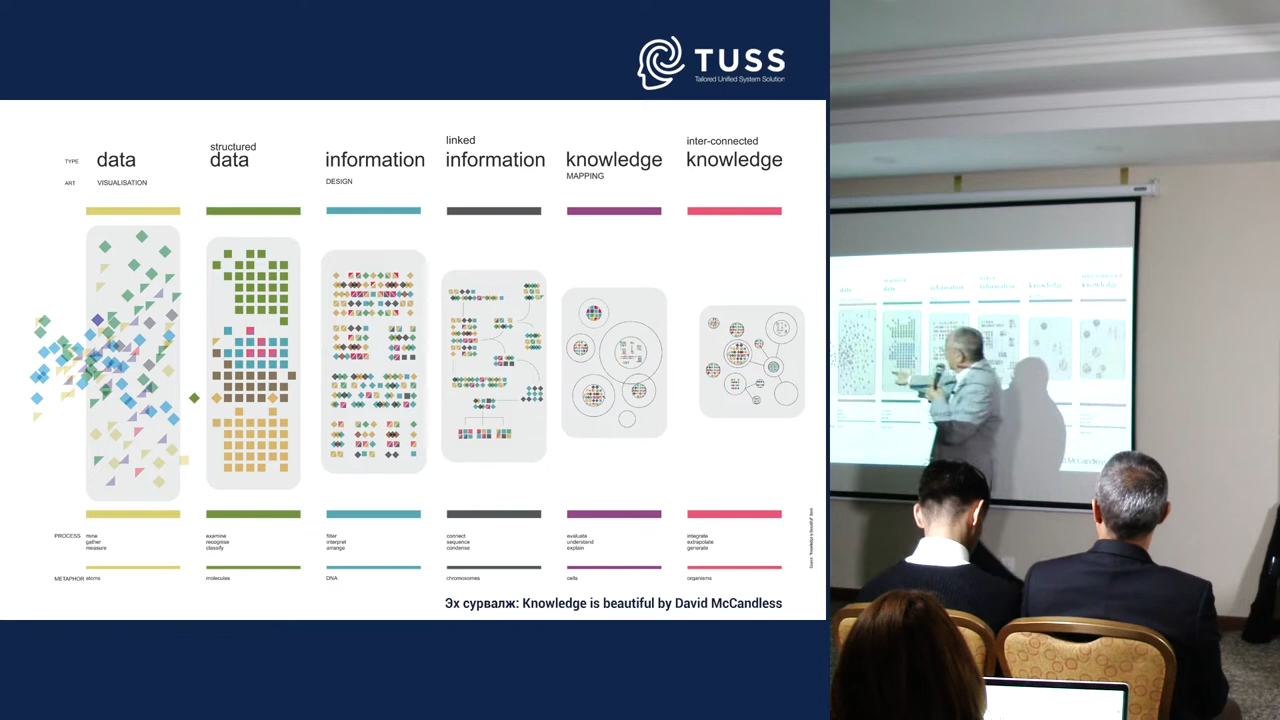 TUSS
Tailored Unified System Solution
TYPE
data
structured
data
information
linked
information
knowledge
inter-connected
knowledge
ART
VISUALISATION
DESIGN
MAPPING
PROCESS
mine
gather
measure
examine
recognise
classify
filter
interpret
arrange
connect
sequence
condense
evaluate
understand
explain
integrate
extrapolate
generate
METAPHOR
atoms
molecules
DNA
chromosomes
cells
organisms
Эх сурвалж: Knowledge is beautiful by David McCandless